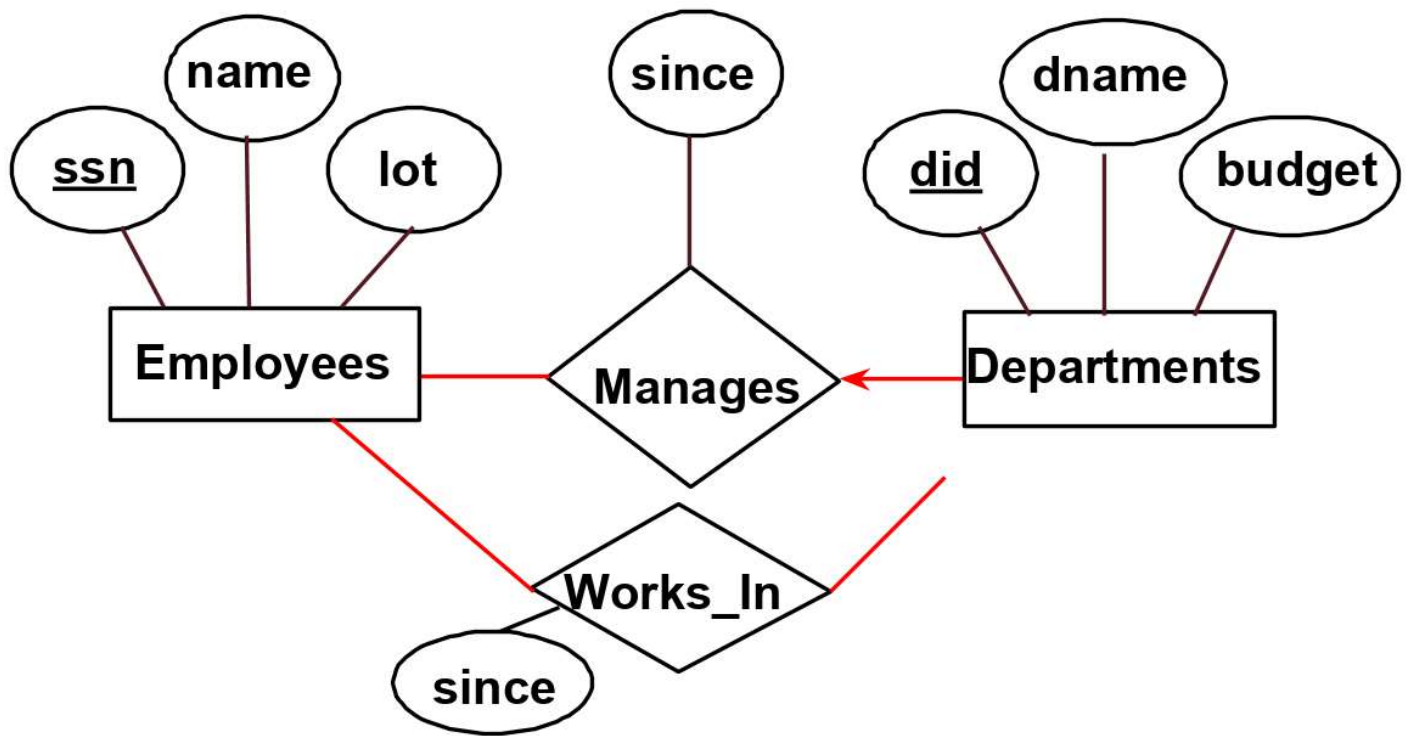 name
since
dname
ssn
lot
did
budget
Employees
Manages
Departments
Works_In
since